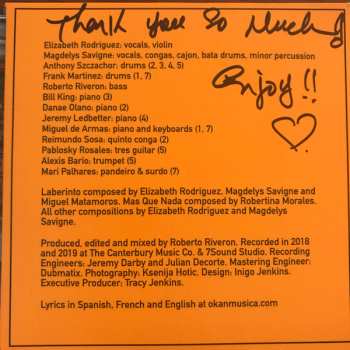 Thank you so Much!
Enjoy!!
Elizabeth Rodriguez: vocals, violin
Magdelys Savigne: vocals, congas, cajon, bata drums, minor percussion
Anthony Szczachor: drums (2, 3, 4, 5)
Frank Martinez: drums (1, 7)
Roberto Riveron: bass
Bill King: piano (3)
Danae Olano: piano (2)
Jeremy Ledbetter: piano (4)
Miguel de Armas: piano and keyboards (1, 7)
Reimundo Sosa: quinto conga (2)
Pablosky Rosales: tres guitar (5)
Alexis Bario: trumpet (5)
Mari Palhares: pandeiro & surdo (7)
Laberinto composed by Elizabeth Rodriguez, Magdelys Savigne and
Miguel Matamoros. Mas Que Nada composed by Robertina Morales.
All other compositions by Elizabeth Rodriguez and Magdelys
Savigne.
Produced, edited and mixed by Roberto Riveron. Recorded in 2018
and 2019 at The Canterbury Music Co. & 7Sound Studio. Recording
Engineers: Jeremy Darby and Julian Decorte. Mastering Engineer:
Dubmatix. Photography: Ksenija Hotic. Design: Inigo Jenkins.
Executive Producer: Tracy Jenkins.
Lyrics in Spanish, French and English at okanmusica.com